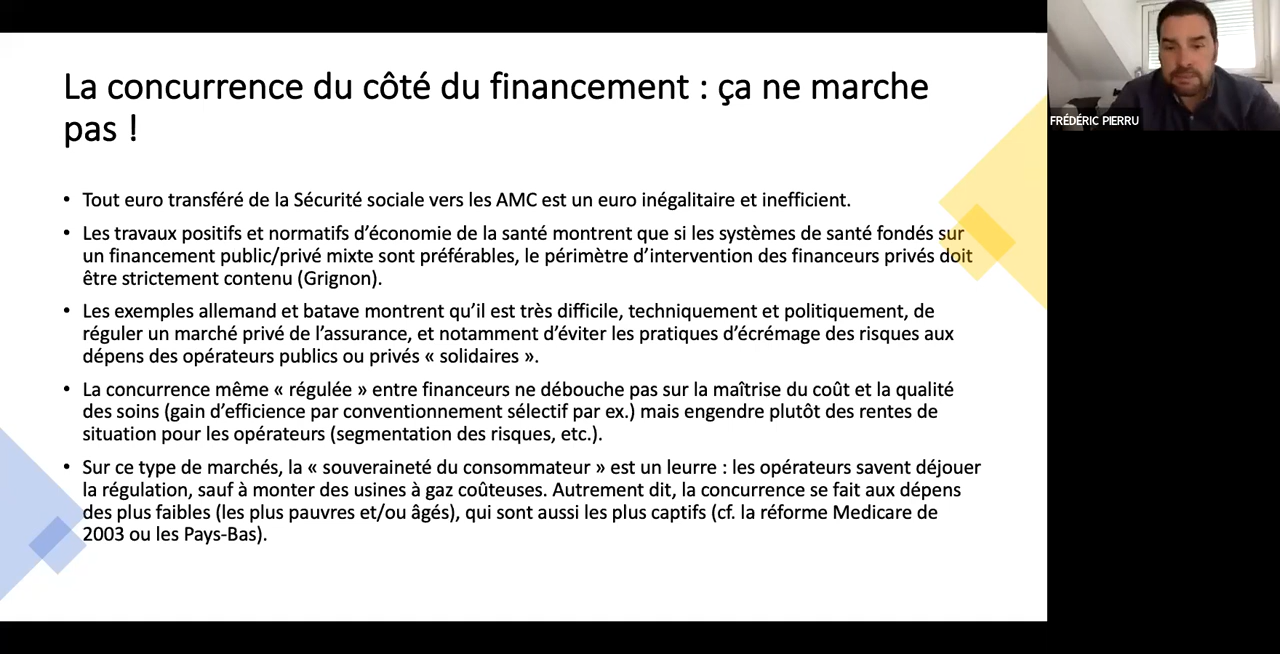 La concurrence du côté du financement : ça ne marche
pas !
• Tout euro transféré de la Sécurité sociale vers les AMC est un euro inégalitaire et inefficient.
• Les travaux positifs et normatifs d’économie de la santé montrent que si les systèmes de santé fondés sur
un financement public/privé mixte sont préférables, le périmètre d’intervention des financeurs privés doit
être strictement contenu (Grignon).
• Les exemples allemand et batave montrent qu’il est très difficile, techniquement et politiquement, de
réguler un marché privé de l’assurance, et notamment d’éviter les pratiques d’écrémage des risques aux
dépens des opérateurs publics ou privés « solidaires ».
• La concurrence même « régulée » entre financeurs ne débouche pas sur la maîtrise du coût et la qualité
des soins (gain d’efficience par conventionnement sélectif par ex.) mais engendre plutôt des rentes de
situation pour les opérateurs (segmentation des risques, etc.).
• Sur ce type de marchés, la « souveraineté du consommateur » est un leurre : les opérateurs savent déjouer
la régulation, sauf à monter des usines à gaz coûteuses. Autrement dit, la concurrence se fait aux dépens
des plus faibles (les plus pauvres et/ou âgés), qui sont aussi les plus captifs (cf. la réforme Medicare de
2003 ou les Pays-Bas).
FRÉDÉRIC PIERRU